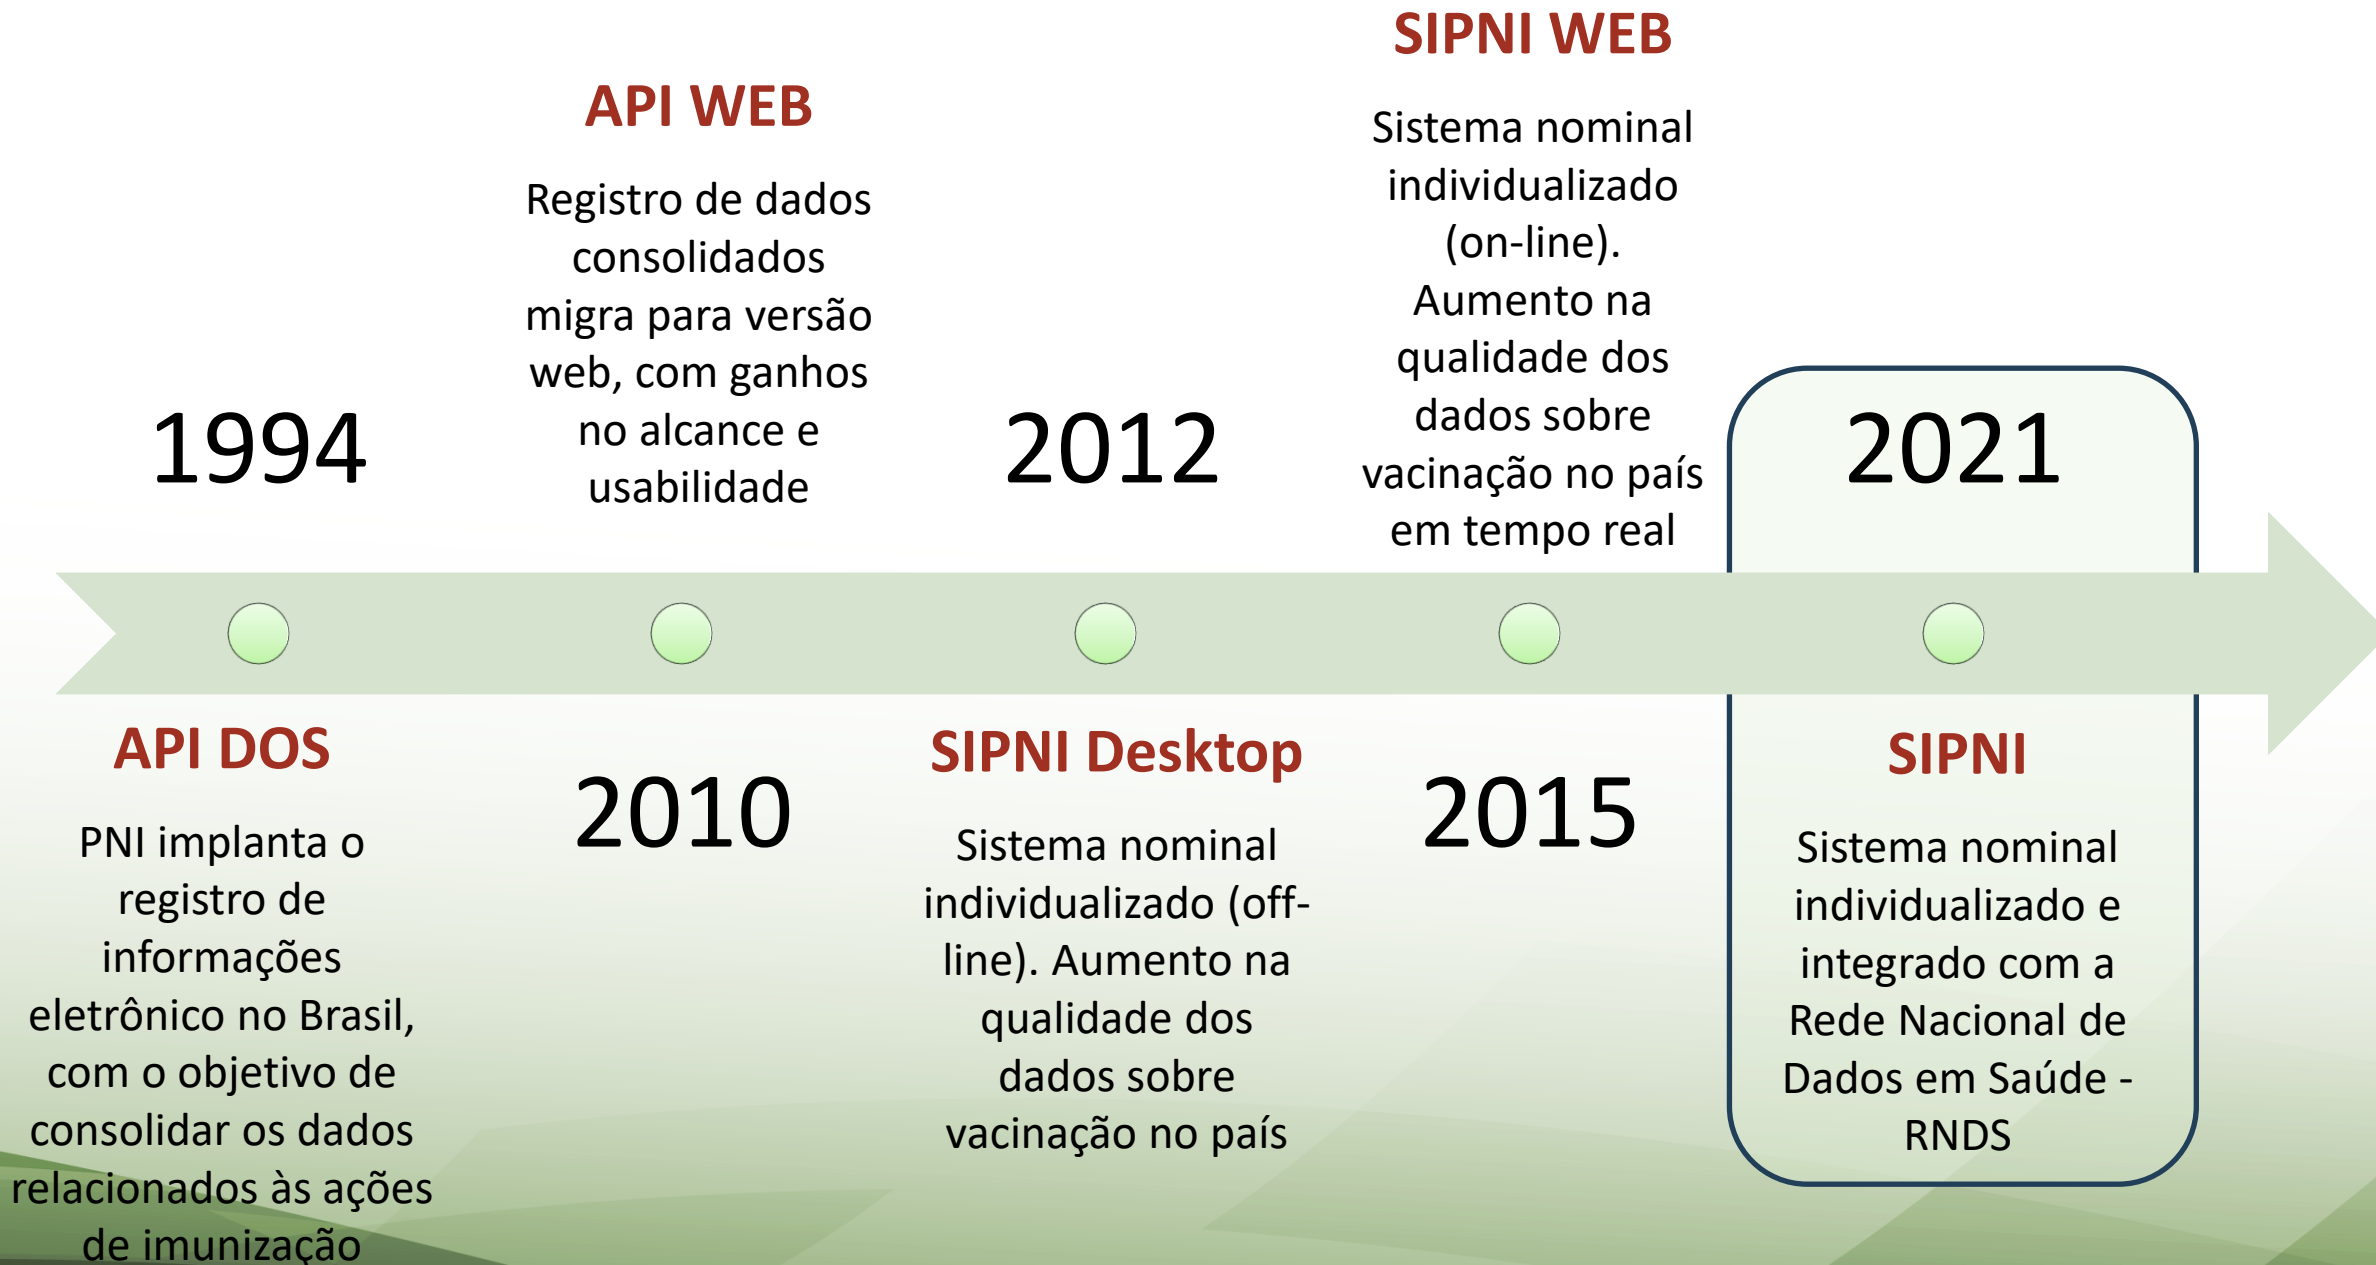 1994
API DOS
PNI implanta o
registro de
informações
eletrônico no Brasil,
com o objetivo de
consolidar os dados
relacionados às ações
de imunização
API WEB
Registro de dados
consolidados
migra para versão
web, com ganhos
no alcance e
usabilidade
2010
2012
SIPNI Desktop
Sistema nominal
individualizado (off-
line). Aumento na
qualidade dos
dados sobre
vacinação no país
SIPNI WEB
Sistema nominal
individualizado
(on-line).
Aumento na
qualidade dos
dados sobre
vacinação no país
em tempo real
2015
2021
SIPNI
Sistema nominal
individualizado e
integrado com a
Rede Nacional de
Dados em Saúde -
RNDS